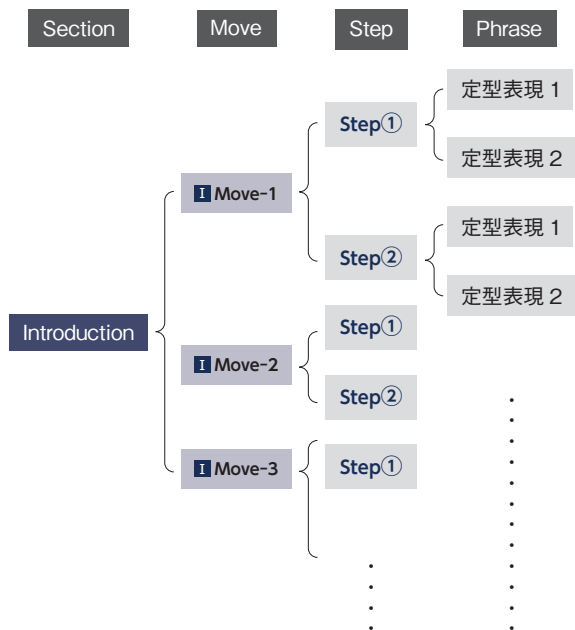 Section Move Step Phrase
定型表現 1
Step①
定型表現 2
I Move-1
定型表現 1
Step②
定型表現 2
Step①
Introduction
I Move-2
Step②
I Move-3 Step①